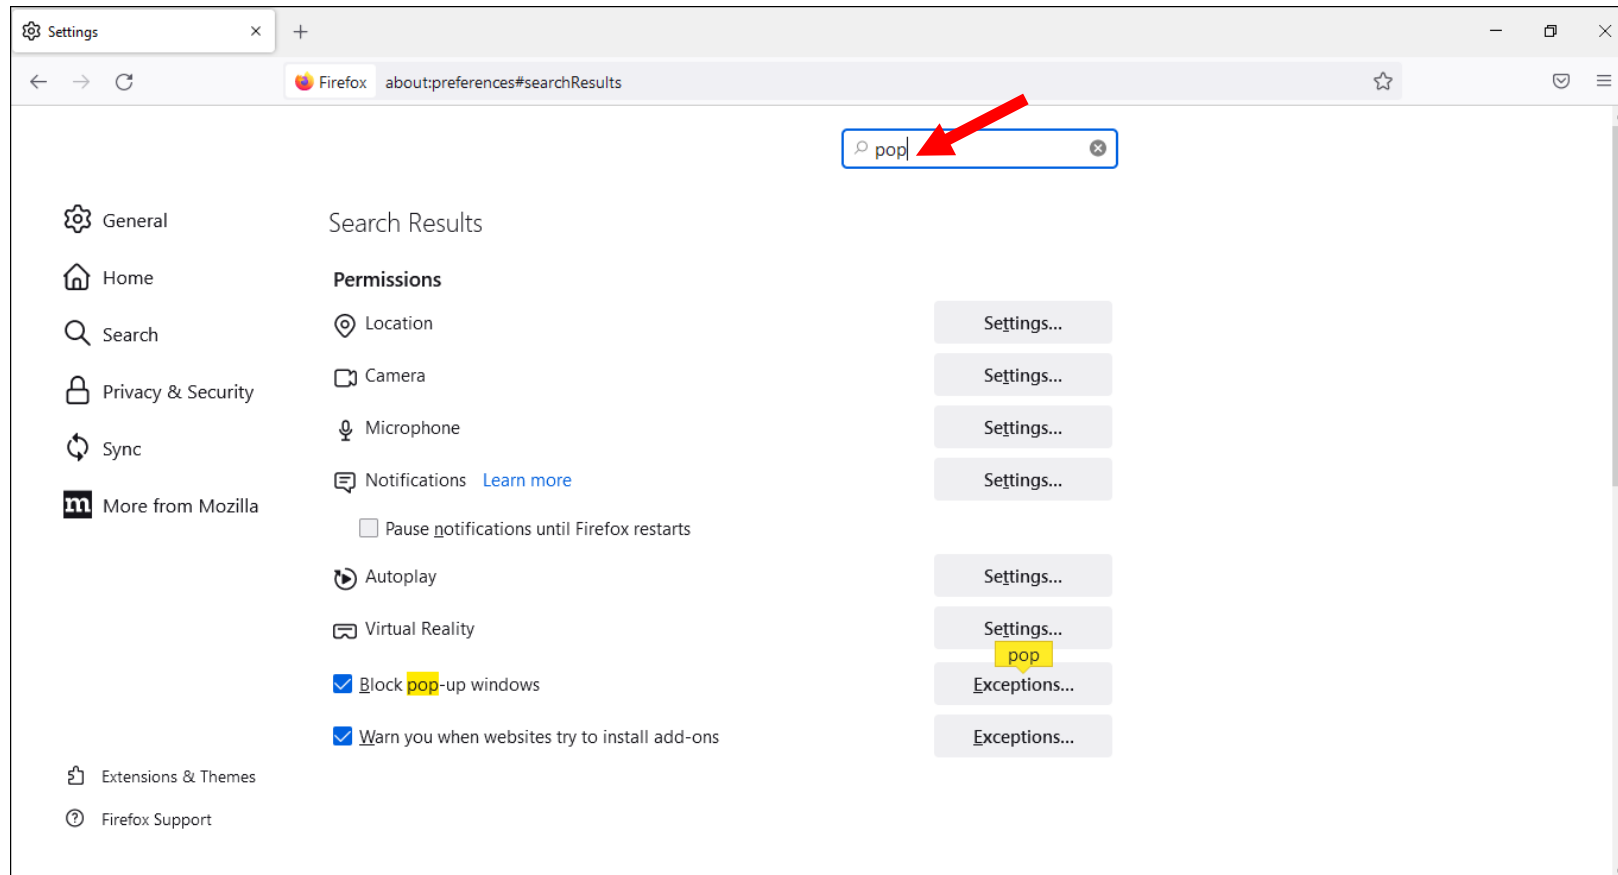 Settings
Firefox about:preferences#searchResults
pop
General
Home
Search
Privacy & Security
Sync
m More from Mozilla
Extensions & Themes
Firefox Support
Search Results
Permissions
Location Settings...
Camera Settings...
Microphone Settings...
Notifications Learn more Settings...
Pause notifications until Firefox restarts
Autoplay Settings...
Virtual Reality Settings...
pop
Block pop-up windows Exceptions...
Warn you when websites try to install add-ons Exceptions...